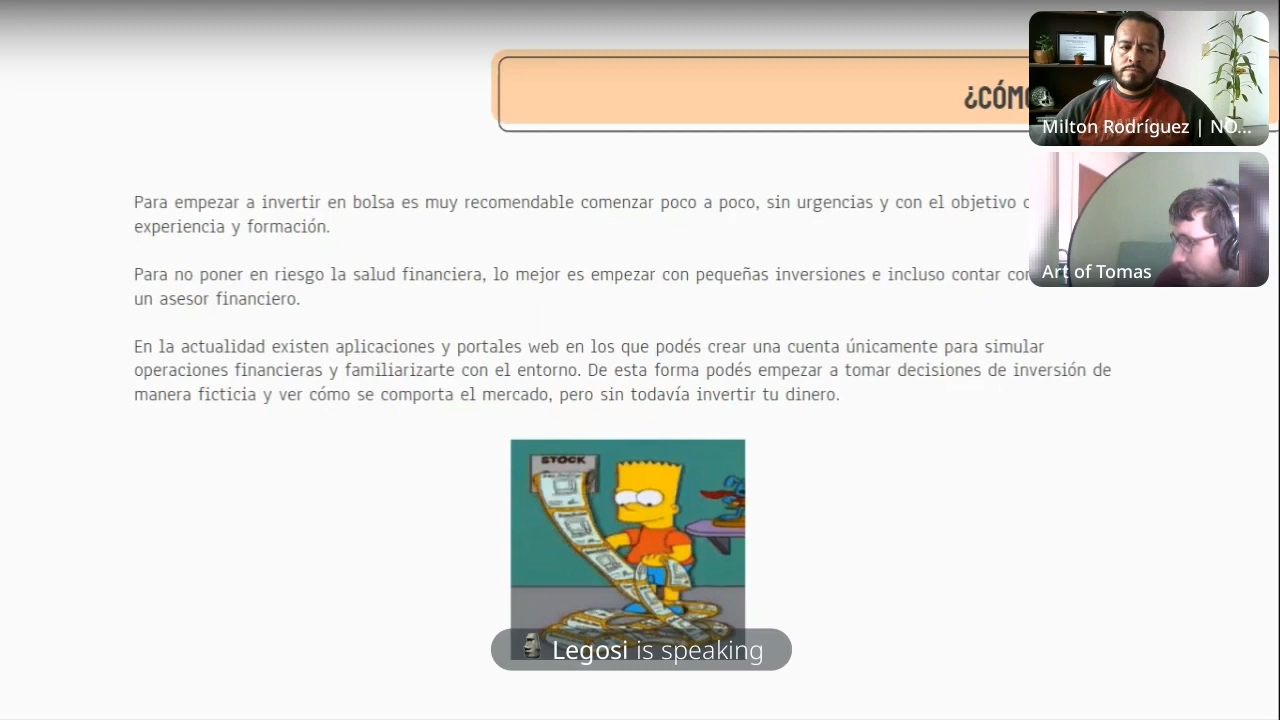 ¿CÓMO
Milton Rodríguez | NO...
Para empezar a invertir en bolsa es muy recomendable comenzar poco a poco, sin urgencias y con el objetivo
experiencia y formación.
Art of Tomas
Para no poner en riesgo la salud financiera, lo mejor es empezar con pequeñas inversiones e incluso contar con
un asesor financiero.
En la actualidad existen aplicaciones y portales web en los que podés crear una cuenta únicamente para simular
operaciones financieras y familiarizarte con el entorno. De esta forma podés empezar a tomar decisiones de inversión de
manera ficticia y ver cómo se comporta el mercado, pero sin todavía invertir tu dinero.
STOCK
Legosi is speaking